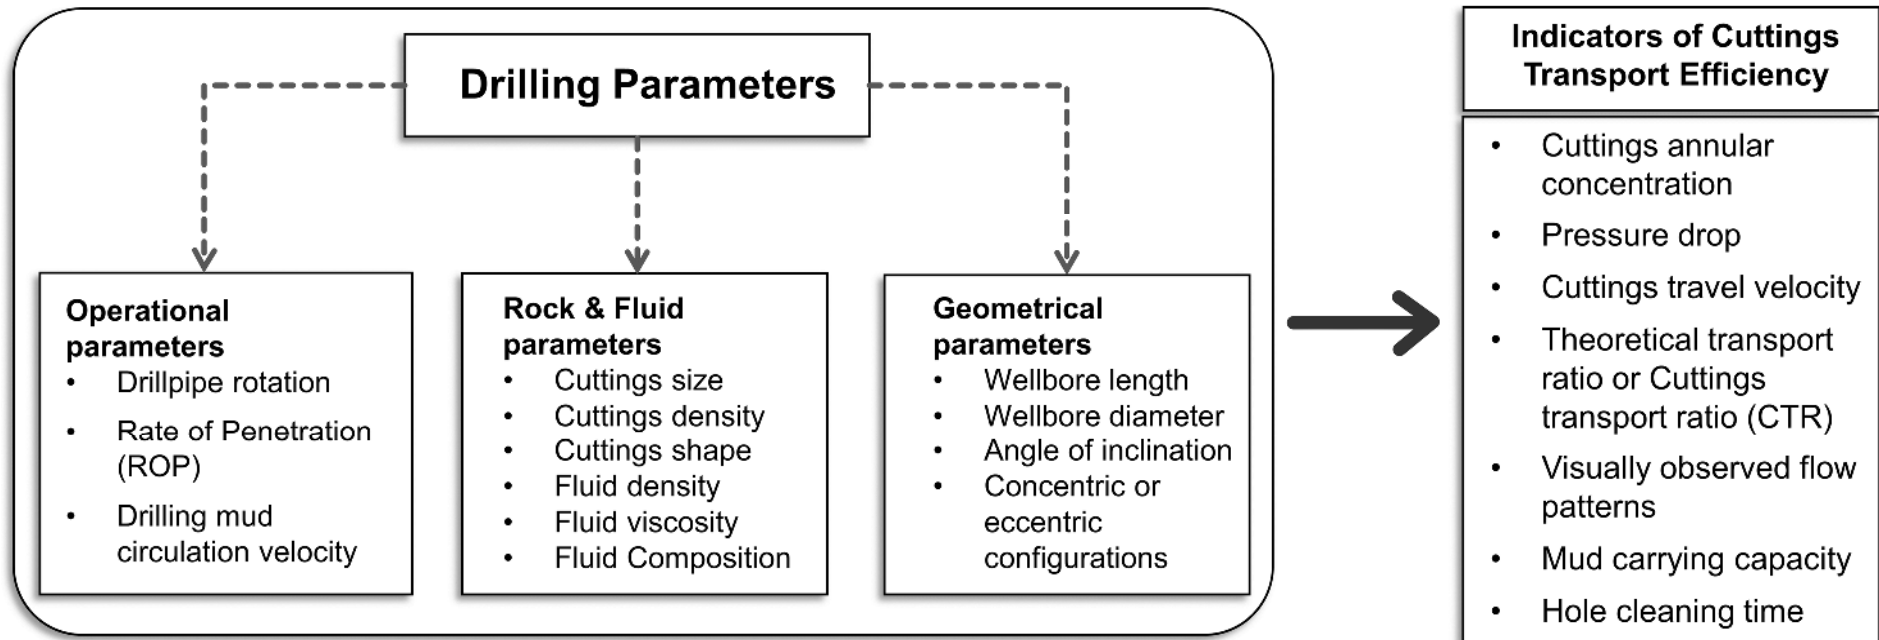 Drilling Parameters
Operational
parameters
• Drillpipe rotation
• Rate of Penetration
(ROP)
• Drilling mud
circulation velocity
Rock & Fluid
parameters
• Cuttings size
• Cuttings density
• Cuttings shape
• Fluid density
• Fluid viscosity
• Fluid Composition
Geometrical
parameters
• Wellbore length
• Wellbore diameter
• Angle of inclination
• Concentric or
eccentric
configurations
Indicators of Cuttings
Transport Efficiency
• Cuttings annular
concentration
• Pressure drop
• Cuttings travel velocity
• Theoretical transport
ratio or Cuttings
transport ratio (CTR)
• Visually observed flow
patterns
• Mud carrying capacity
• Hole cleaning time